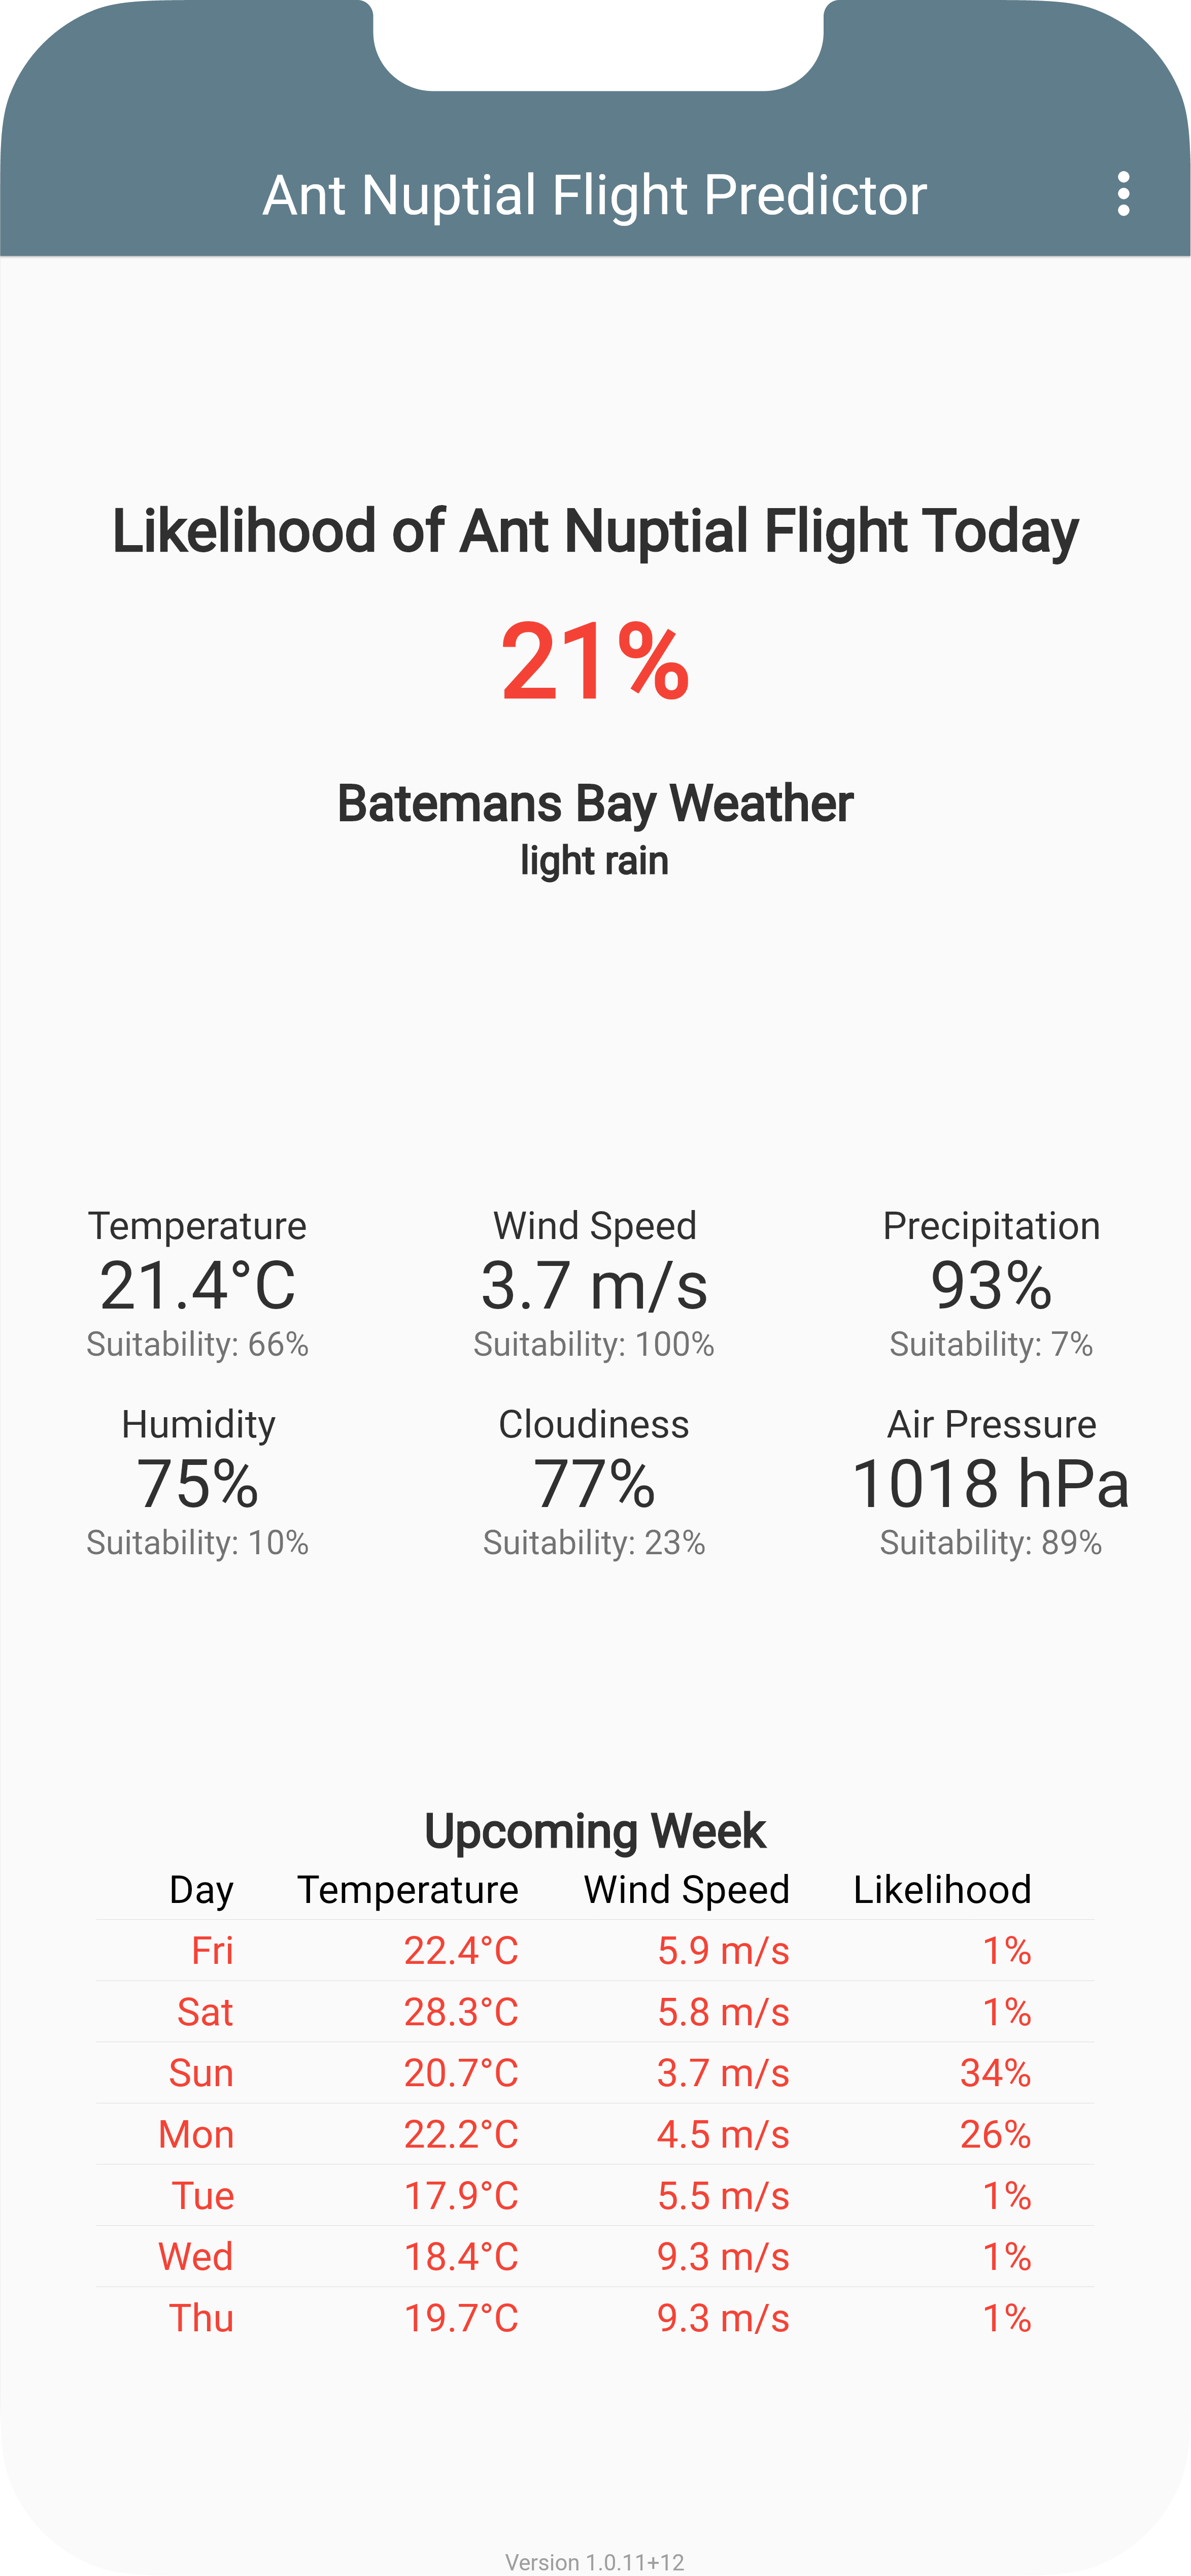 Ant Nuptial Flight Predictor
Likelihood of Ant Nuptial Flight Today
21%
Batemans Bay Weather
light rain
Temperature Wind Speed Precipitation
21.4°C 3.7 m/s 93%
Suitability: 66% Suitability: 100% Suitability: 7%
Humidity Cloudiness Air Pressure
75% 77% 1018 hPa
Suitability: 10% Suitability: 23% Suitability: 89%
Upcoming Week
Day Temperature Wind Speed Likelihood
Fri 22.4°C 5.9 m/s 1%
Sat 28.3°C 5.8 m/s 1%
Sun 20.7°C 3.7 m/s 34%
Mon 22.2°C 4.5 m/s 26%
Tue 17.9°C 5.5 m/s 1%
Wed 18.4°C 9.3 m/s 1%
Thu 19.7°C 9.3 m/s 1%
Version 1.0.11+12